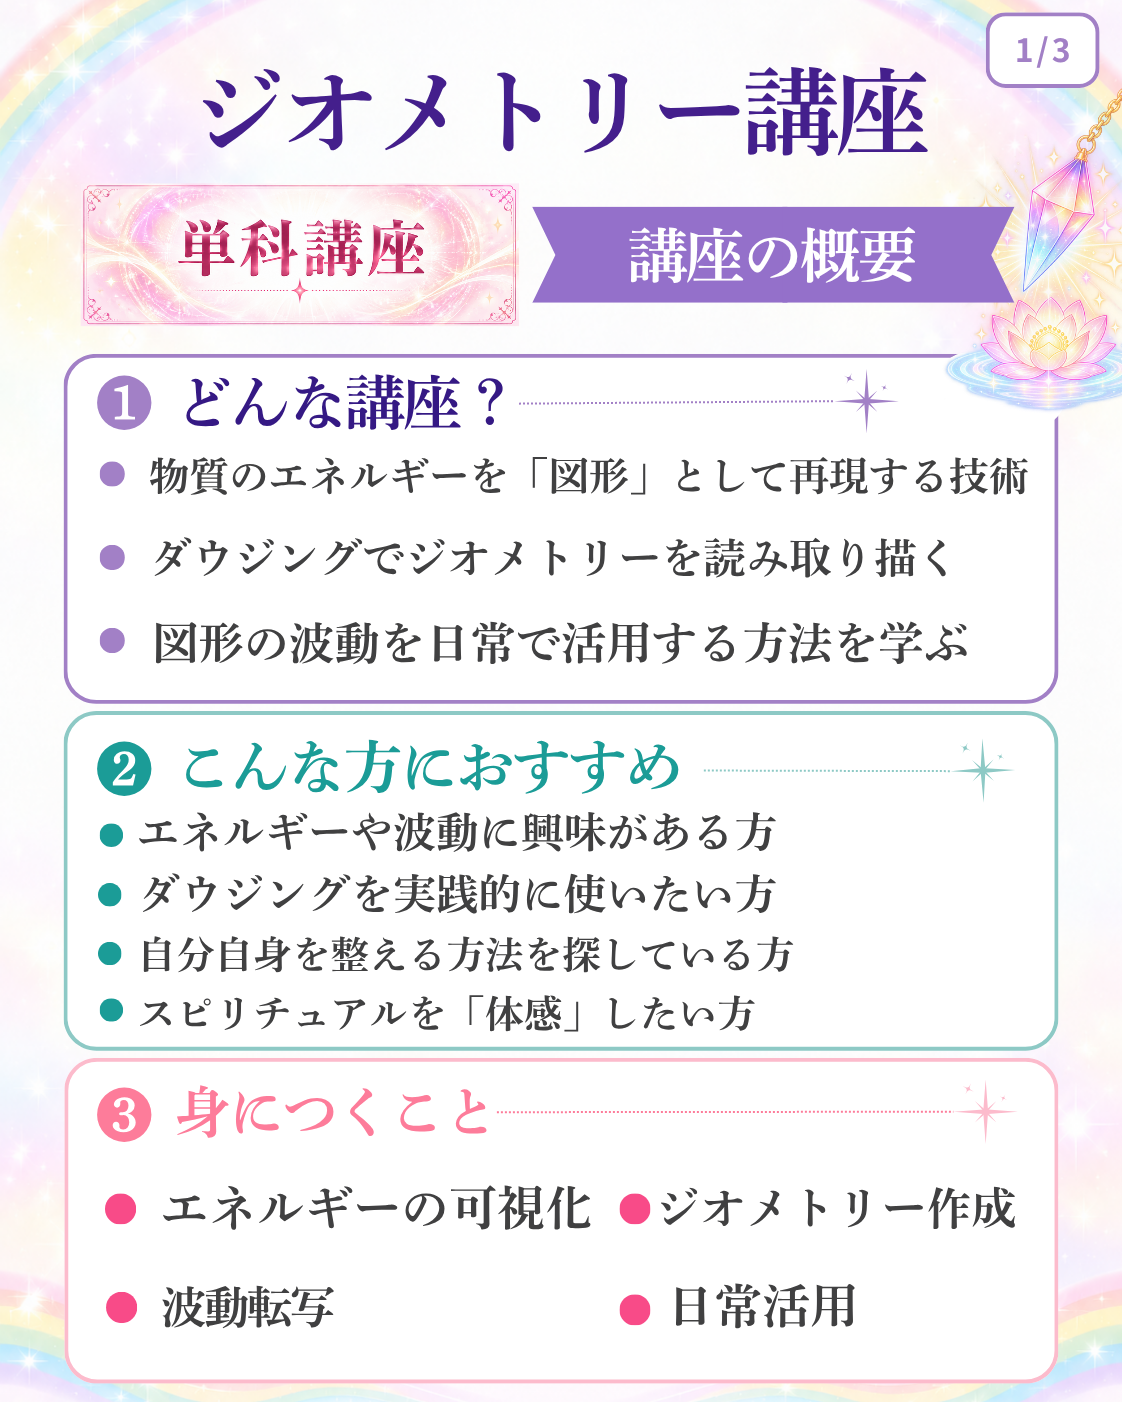 1/3
ジオメトリー講座
単科講座
講座の概要
1 どんな講座？
物質のエネルギーを「図形」として再現する技術
ダウジングでジオメトリーを読み取り描く
図形の波動を日常で活用する方法を学ぶ
2 こんな方におすすめ
エネルギーや波動に興味がある方
ダウジングを実践的に使いたい方
自分自身を整える方法を探している方
スピリチュアルを「体感」したい方
3 身につくこと
エネルギーの可視化
ジオメトリー作成
波動転写
日常活用